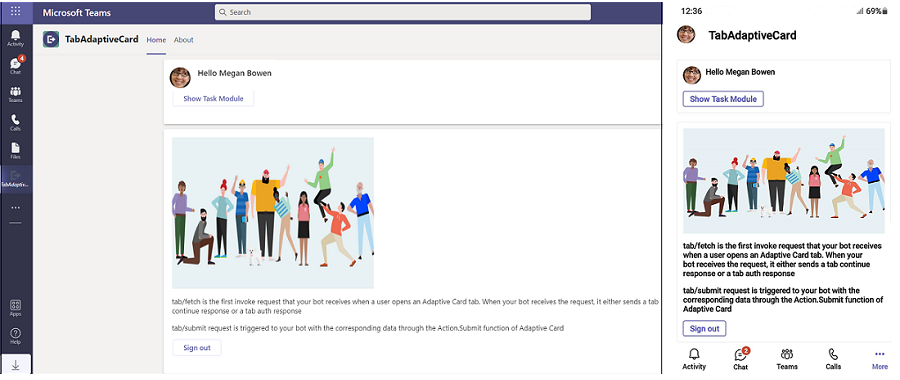 Microsoft Teams
Search
TabAdaptiveCard Home About
Activity
4
Chat
Teams
Calls
Files
TabAdaptiv...
Apps
Help
Hello Megan Bowen
Show Task Module
tab/fetch is the first invoke request that your bot receives when a user opens an Adaptive Card tab. When your bot receives the request, it either sends a tab
continue response or a tab auth response
tab/submit request is triggered to your bot with the corresponding data through the Action.Submit function of Adaptive Card
Sign out
12:36 69%
TabAdaptiveCard
Hello Megan Bowen
Show Task Module
tab/fetch is the first invoke request that your bot receives
when a user opens an Adaptive Card tab. When your
bot receives the request, it either sends a tab continue
response or a tab auth response
tab/submit request is triggered to your bot with the
corresponding data through the Action.Submit function of
Adaptive Card
Sign out
2
Activity Chat Teams Calls More